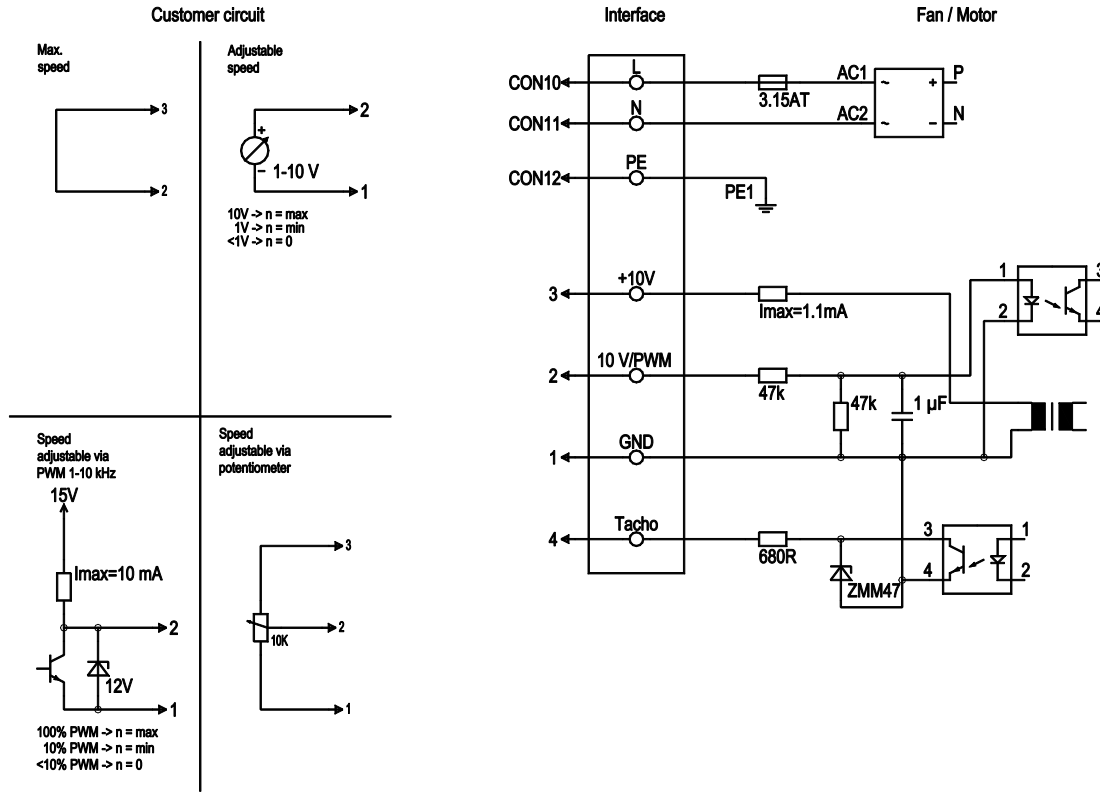 Customer circuit
Interface
Fan / Motor
Max.
speed
3
2
Adjustable
speed
2
+
–
1-10 V
1
10V -> n = max
1V -> n = min
<1V -> n = 0
Speed
adjustable via
PWM 1-10 kHz
15V
Imax=10 mA
2
12V
1
100% PWM -> n = max
10% PWM -> n = min
<10% PWM -> n = 0
Speed
adjustable via
potentiometer
3
10K
2
1
CON10
L
3.15AT
AC1
~
+
P
CON11
N
AC2
~
–
N
CON12
PE
PE1
3
+10V
Imax=1.1mA
1
2
3
4
2
10 V/PWM
47k
47k
1 µF
1
GND
4
Tacho
680R
ZMM47
3
4
1
2